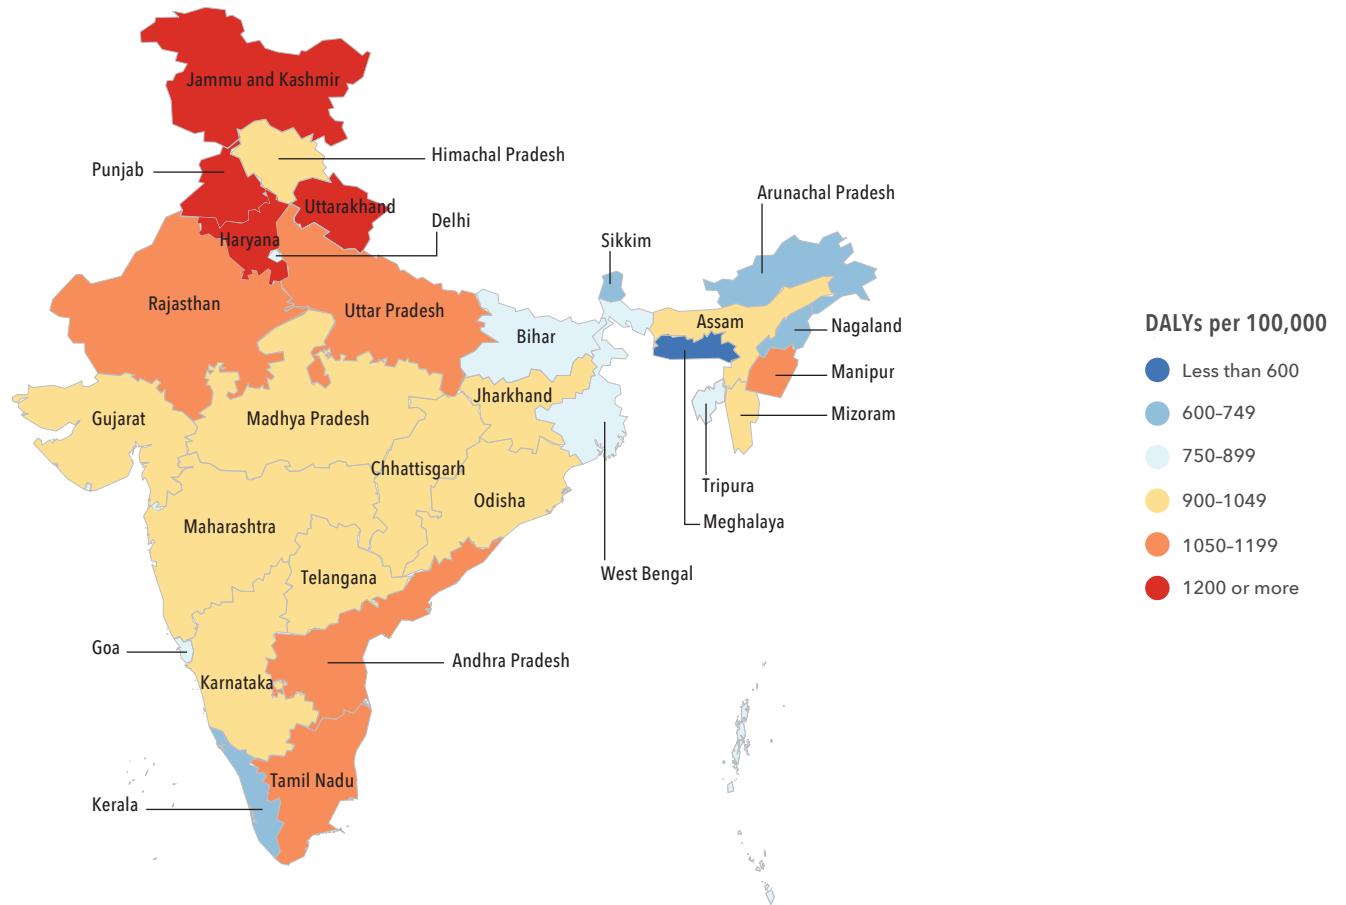 Jammu and Kashmir
Himachal Pradesh
Punjab
Arunachal Pradesh
Uttarakhand
Delhi
Haryana
Sikkim
Rajasthan
Uttar Pradesh
Assam
Nagaland
Bihar
Manipur
Jharkhand
Mizoram
Gujarat
Madhya Pradesh
Chhattisgarh
Tripura
Odisha
Meghalaya
Maharashtra
West Bengal
Telangana
Goa
Andhra Pradesh
Karnataka
Tamil Nadu
Kerala
DALYs per 100,000
Less than 600
600–749
750–899
900–1049
1050–1199
1200 or more